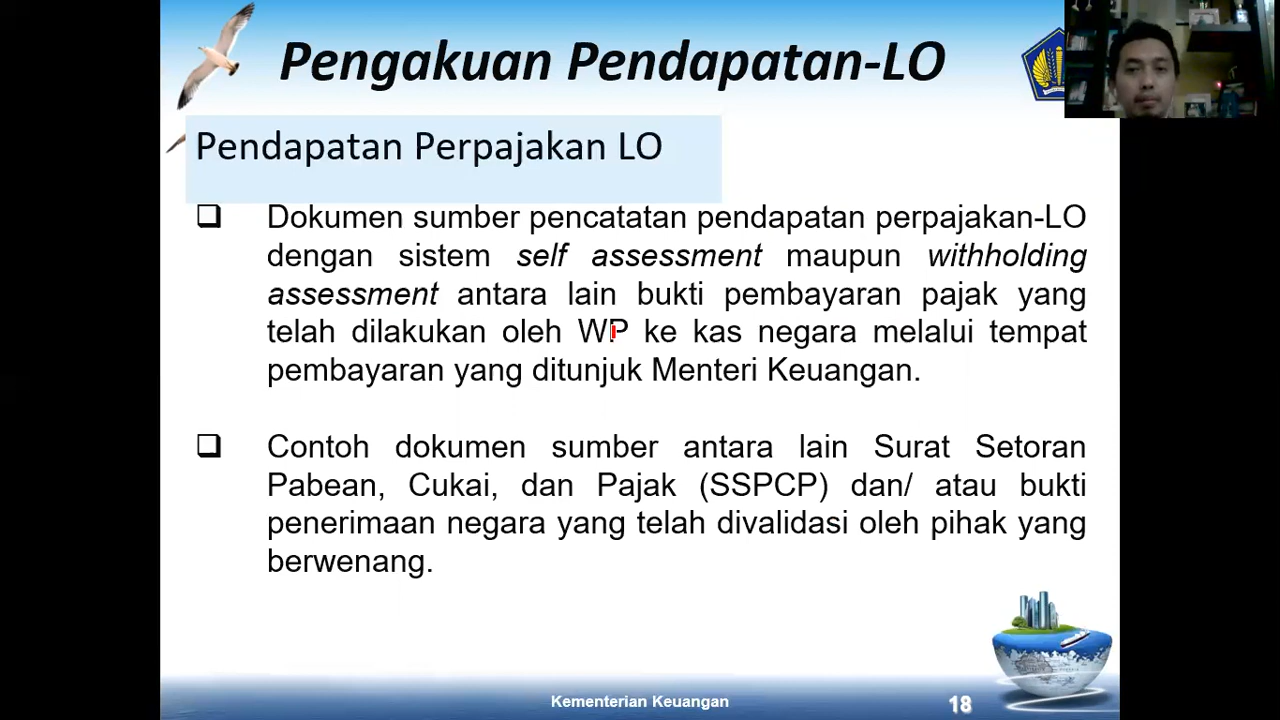 Pengakuan Pendapatan-LO
Pendapatan Perpajakan LO
Dokumen sumber pencatatan pendapatan perpajakan-LO
dengan sistem self assessment maupun withholding
assessment antara lain bukti pembayaran pajak yang
telah dilakukan oleh WP ke kas negara melalui tempat
pembayaran yang ditunjuk Menteri Keuangan.
Contoh dokumen sumber antara lain Surat Setoran
Pabean, Cukai, dan Pajak (SSPCP) dan/ atau bukti
penerimaan negara yang telah divalidasi oleh pihak yang
berwenang.
Kementerian Keuangan
18